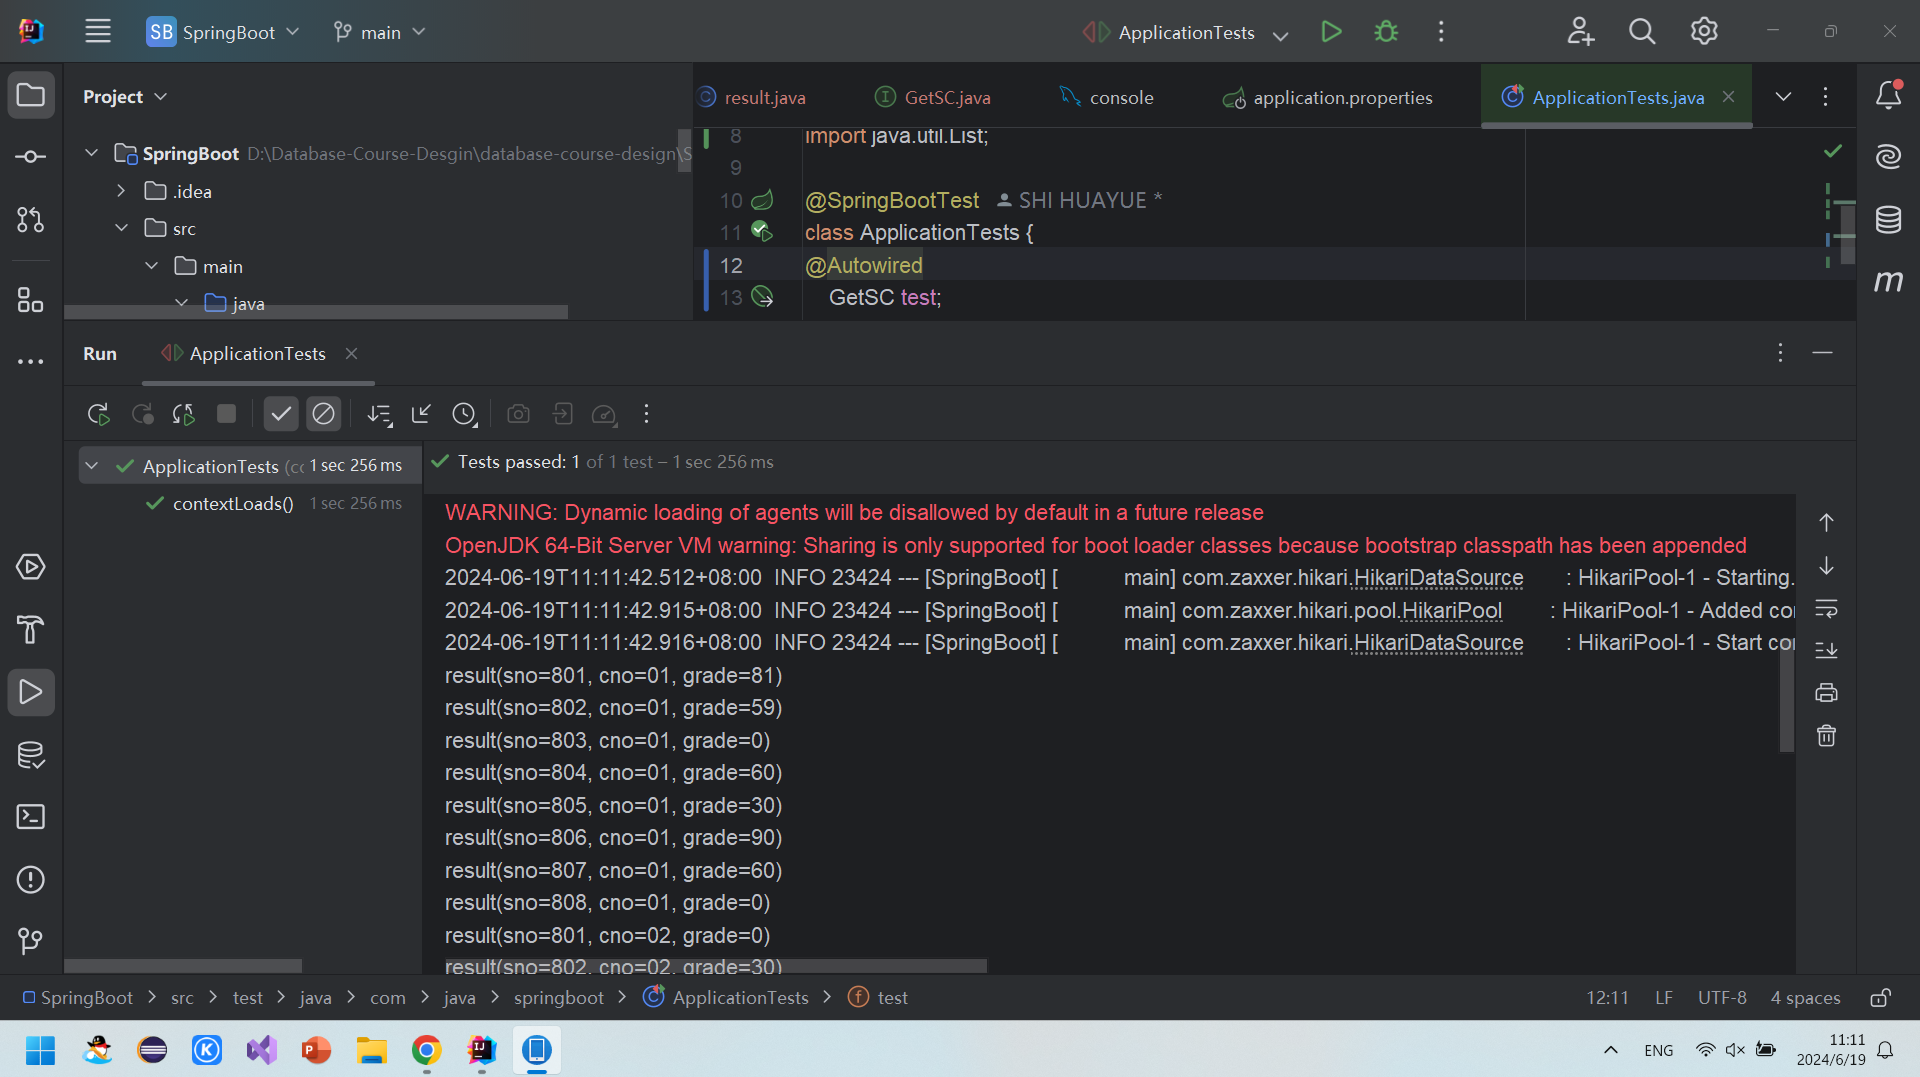 SB SpringBoot
main
ApplicationTests
Project
result.java
GetSC.java
console
application.properties
ApplicationTests.java
SpringBoot D:\Database-Course-Desgin\database-course-design\S
.idea
src
main
java
8 import java.util.List;
9
10 @SpringBootTest SHI HUAYUE *
11 class ApplicationTests {
12 @Autowired
13 GetSC test;
m
Run
ApplicationTests
ApplicationTests (cc 1 sec 256 ms
contextLoads() 1 sec 256 ms
Tests passed: 1 of 1 test – 1 sec 256 ms
WARNING: Dynamic loading of agents will be disallowed by default in a future release
OpenJDK 64-Bit Server VM warning: Sharing is only supported for boot loader classes because bootstrap classpath has been appended
2024-06-19T11:11:42.512+08:00 INFO 23424 --- [SpringBoot] [ main] com.zaxxer.hikari.HikariDataSource : HikariPool-1 - Starting.
2024-06-19T11:11:42.915+08:00 INFO 23424 --- [SpringBoot] [ main] com.zaxxer.hikari.pool.HikariPool : HikariPool-1 - Added cor
2024-06-19T11:11:42.916+08:00 INFO 23424 --- [SpringBoot] [ main] com.zaxxer.hikari.HikariDataSource : HikariPool-1 - Start cor
result(sno=801, cno=01, grade=81)
result(sno=802, cno=01, grade=59)
result(sno=803, cno=01, grade=0)
result(sno=804, cno=01, grade=60)
result(sno=805, cno=01, grade=30)
result(sno=806, cno=01, grade=90)
result(sno=807, cno=01, grade=60)
result(sno=808, cno=01, grade=0)
result(sno=801, cno=02, grade=0)
result(sno=802, cno=02, grade=30)
SpringBoot > src > test > java > com > java > springboot > ApplicationTests > test
12:11 LF UTF-8 4 spaces
ENG
11:11
2024/6/19